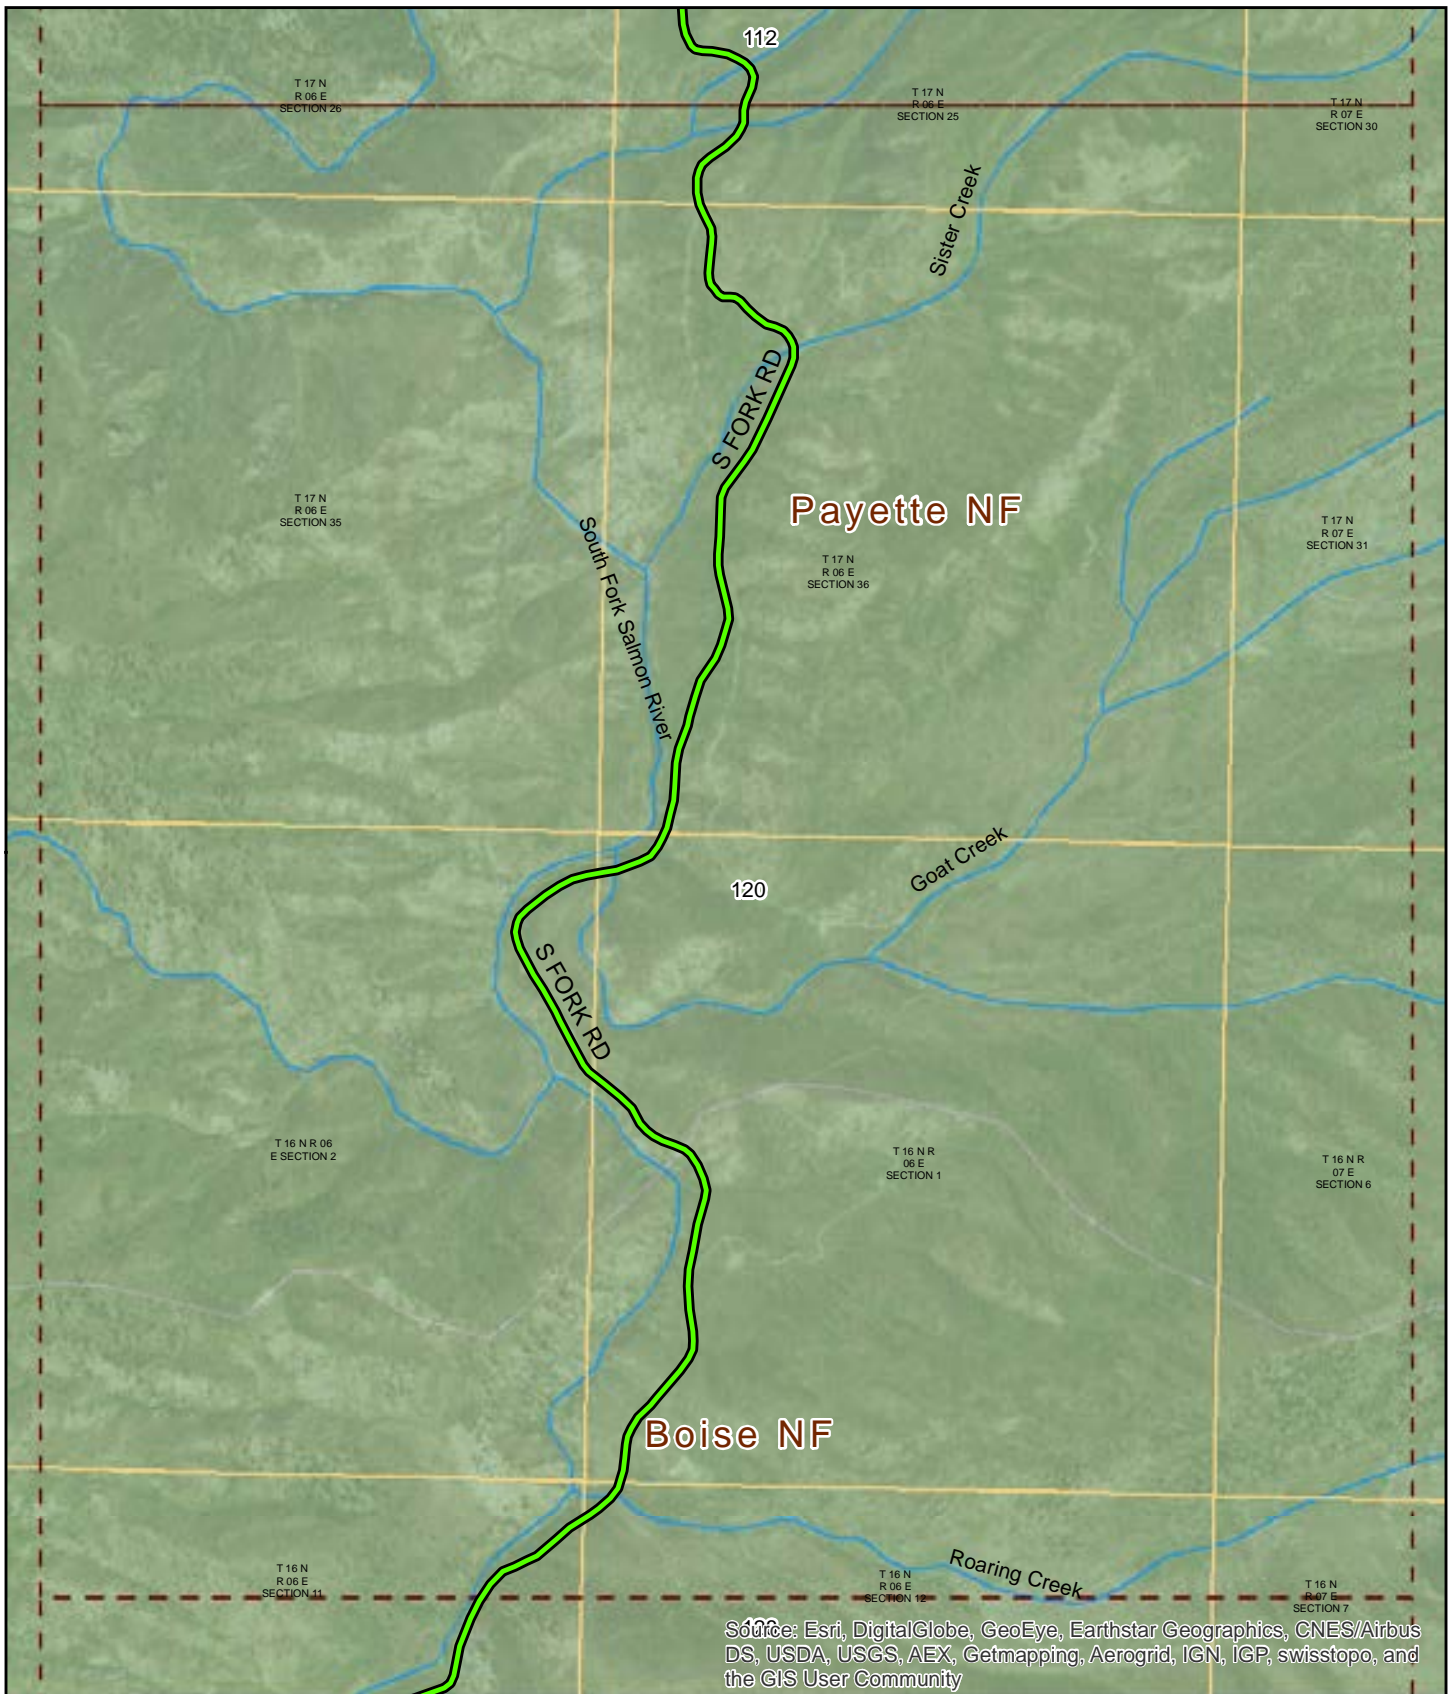 112
T 17 N
R 06 E
SECTION 26
T 17 N
R 06 E
SECTION 25
T 17 N
R 07 E
SECTION 30
Sister Creek
S FORK RD
Payette NF
T 17 N
R 06 E
SECTION 35
T 17 N
R 07 E
SECTION 31
T 17 N
R 06 E
SECTION 36
South Fork Salmon River
Goat Creek
120
S FORK RD
T 16 N R 06
E SECTION 2
T 16 N R
06 E
SECTION 1
T 16 N R
07 E
SECTION 6
Boise NF
T 16 N
R 06 E
SECTION 11
Roaring Creek
T 16 N
R 06 E
SECTION 12
T 16 N
R 07 E
SECTION 7
Source: Esri, DigitalGlobe, GeoEye, Earthstar Geographics, CNES/Airbus
DS, USDA, USGS, AEX, Getmapping, Aerogrid, IGN, IGP, swisstopo, and
the GIS User Community